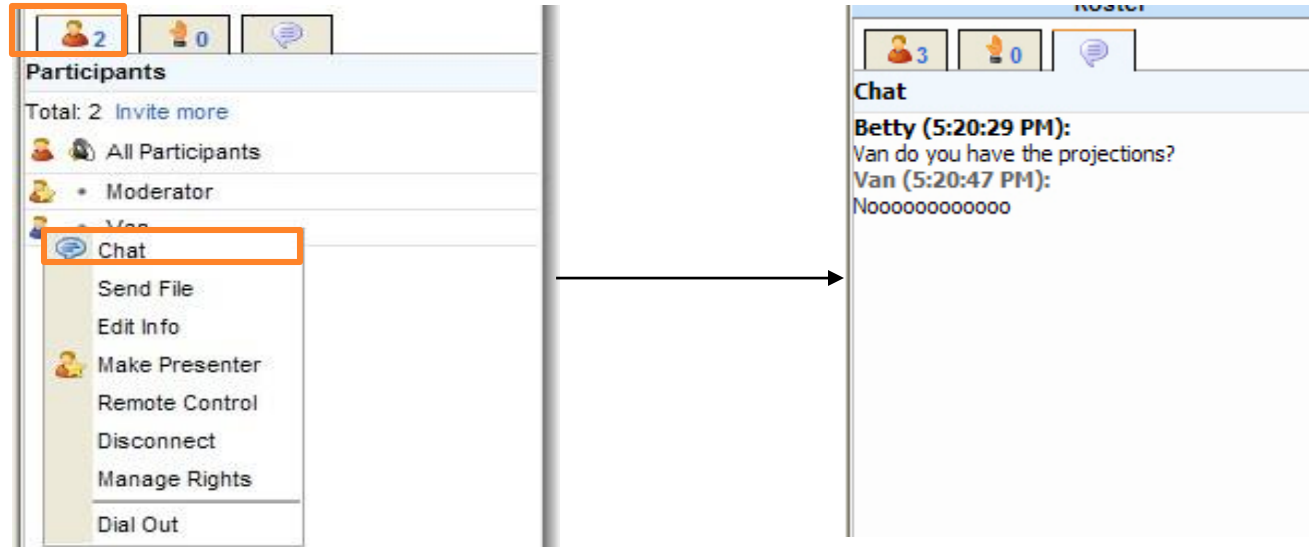 2
0
Participants
Total: 2 Invite more
All Participants
Moderator
Van
Chat
Send File
Edit Info
Make Presenter
Remote Control
Disconnect
Manage Rights
Dial Out
Roster
3
0
Chat
Betty (5:20:29 PM):
Van do you have the projections?
Van (5:20:47 PM):
Noooooooooooo